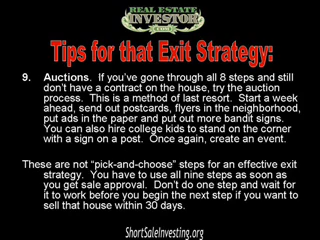 REAL ESTATE
INVESTOR
.COM
Tips for that Exit Strategy:
9. Auctions. If you've gone through all 8 steps and still
don't have a contract on the house, try the auction
process. This is a method of last resort. Start a week
ahead, send out postcards, flyers in the neighborhood,
put ads in the paper and put out more bandit signs.
You can also hire college kids to stand on the corner
with a sign on a post. Once again, create an event.
These are not "pick-and-choose" steps for an effective exit
strategy. You have to use all nine steps as soon as
you get sale approval. Don't do one step and wait for
it to work before you begin the next step if you want to
sell that house within 30 days.
ShortSaleInvesting.org